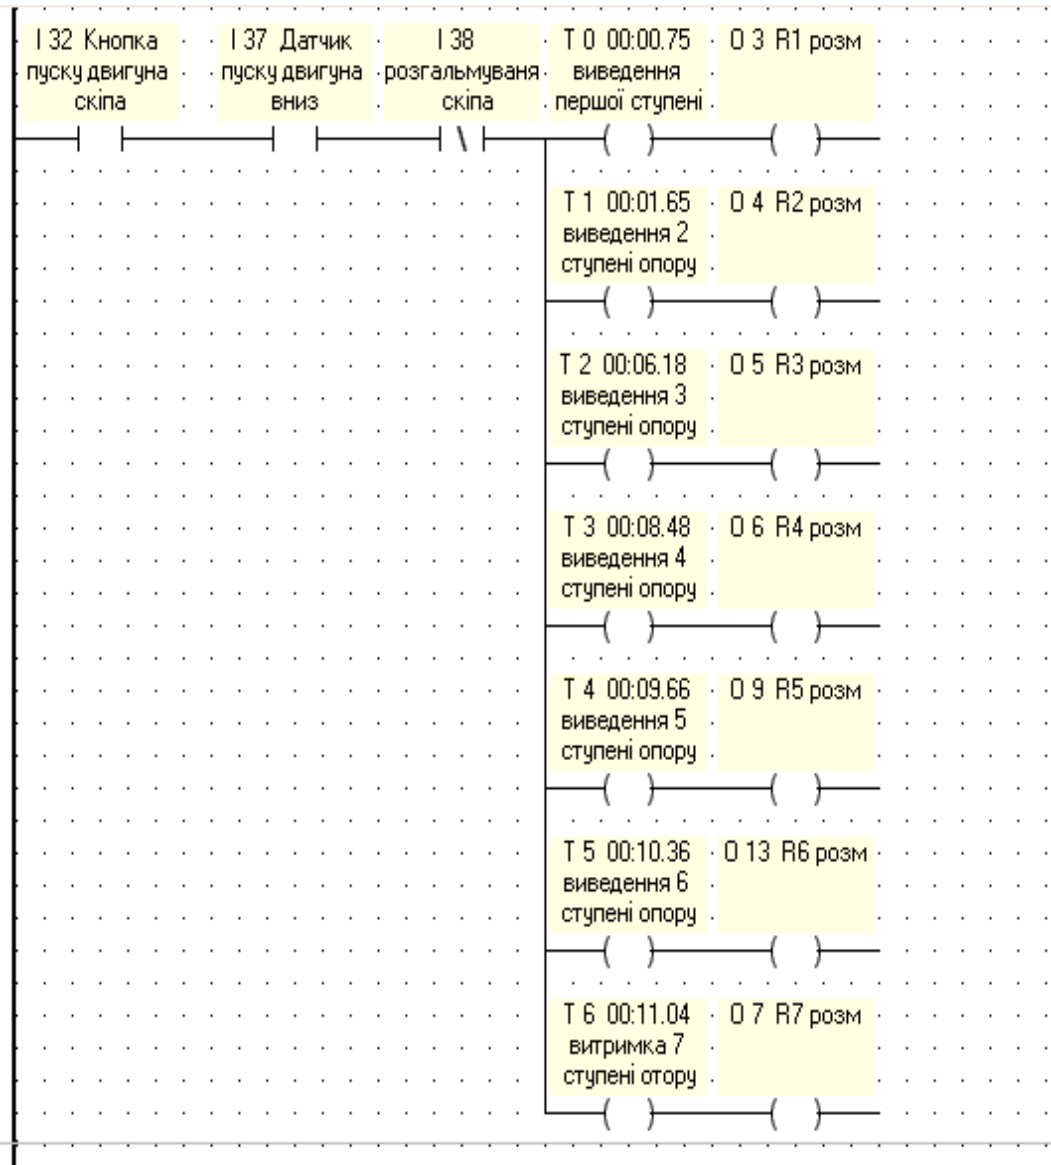 I 32 Кнопка
пуску двигуна
скіпа
I 37 Датчик
пуску двигуна
вниз
I 38
розгальмуваня
скіпа
T 0 00:00.75
виведення
першої ступені
O 3 R1 розм
T 1 00:01.65
виведення 2
ступені опору
O 4 R2 розм
T 2 00:06.18
виведення 3
ступені опору
O 5 R3 розм
T 3 00:08.48
виведення 4
ступені опору
O 6 R4 розм
T 4 00:09.66
виведення 5
ступені опору
O 9 R5 розм
T 5 00:10.36
виведення 6
ступені опору
O 13 R6 розм
T 6 00:11.04
витримка 7
ступені отору
O 7 R7 розм